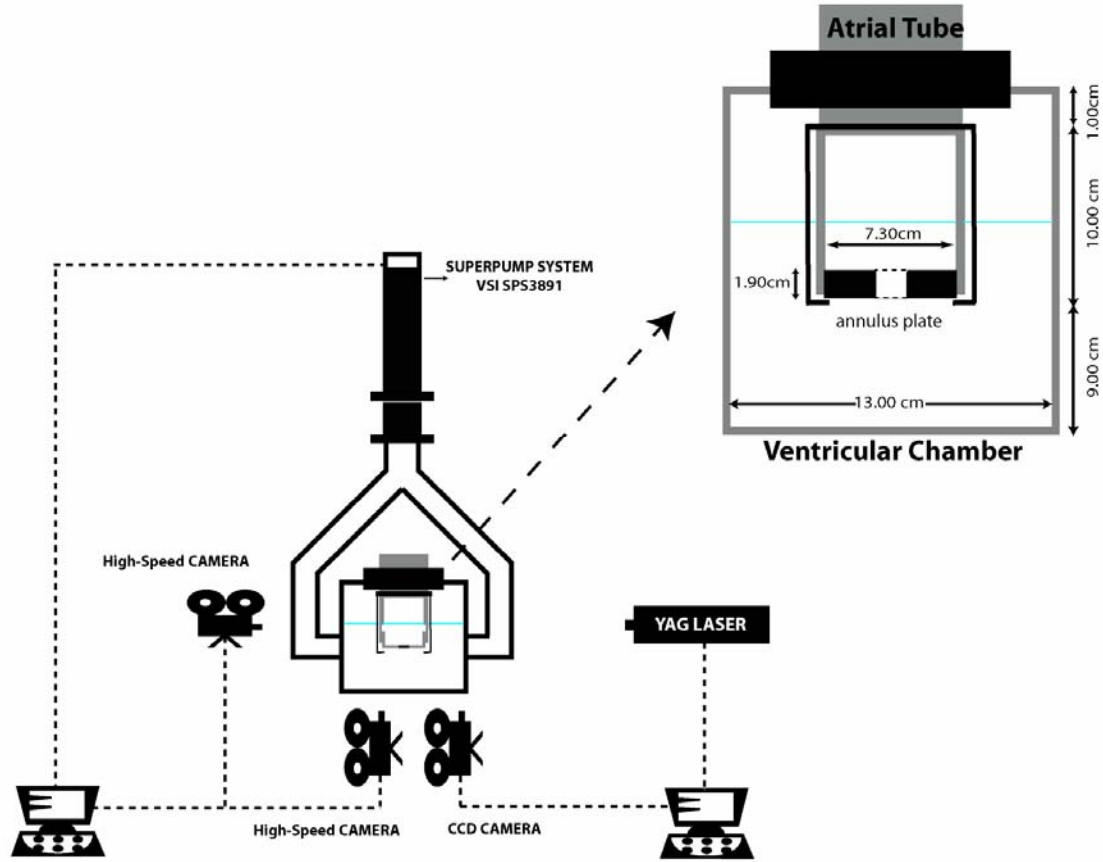 Atrial Tube
1.00cm
10.00 cm
7.30cm
1.90cm
annulus plate
9.00 cm
13.00 cm
Ventricular Chamber
SUPERPUMP SYSTEM
VSI SPS3891
High-Speed CAMERA
YAG LASER
High-Speed CAMERA
CCD CAMERA